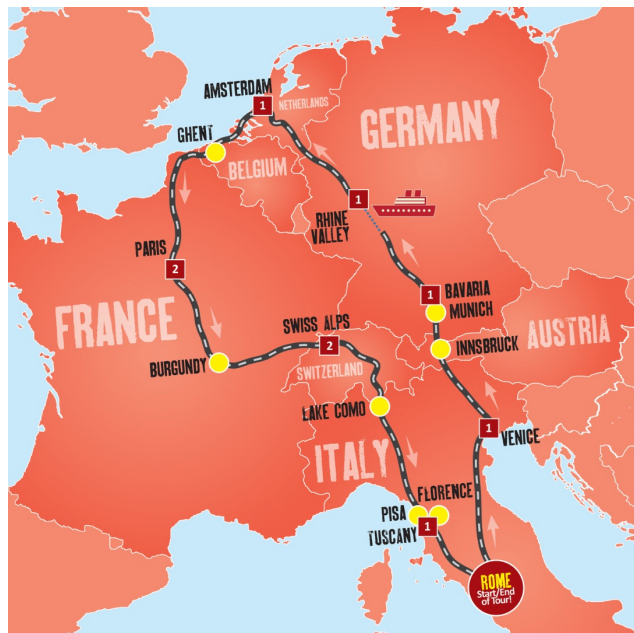 AMSTERDAM
1
NETHERLANDS
GERMANY
GHENT
BELGIUM
1
RHINE
VALLEY
PARIS
2
1
BAVARIA
MUNICH
FRANCE
SWISS ALPS
2
AUSTRIA
INNSBRUCK
BURGUNDY
SWITZERLAND
LAKE COMO
1
VENICE
ITALY
FLORENCE
PISA
TUSCANY
1
ROME
Start/End
of Tour!